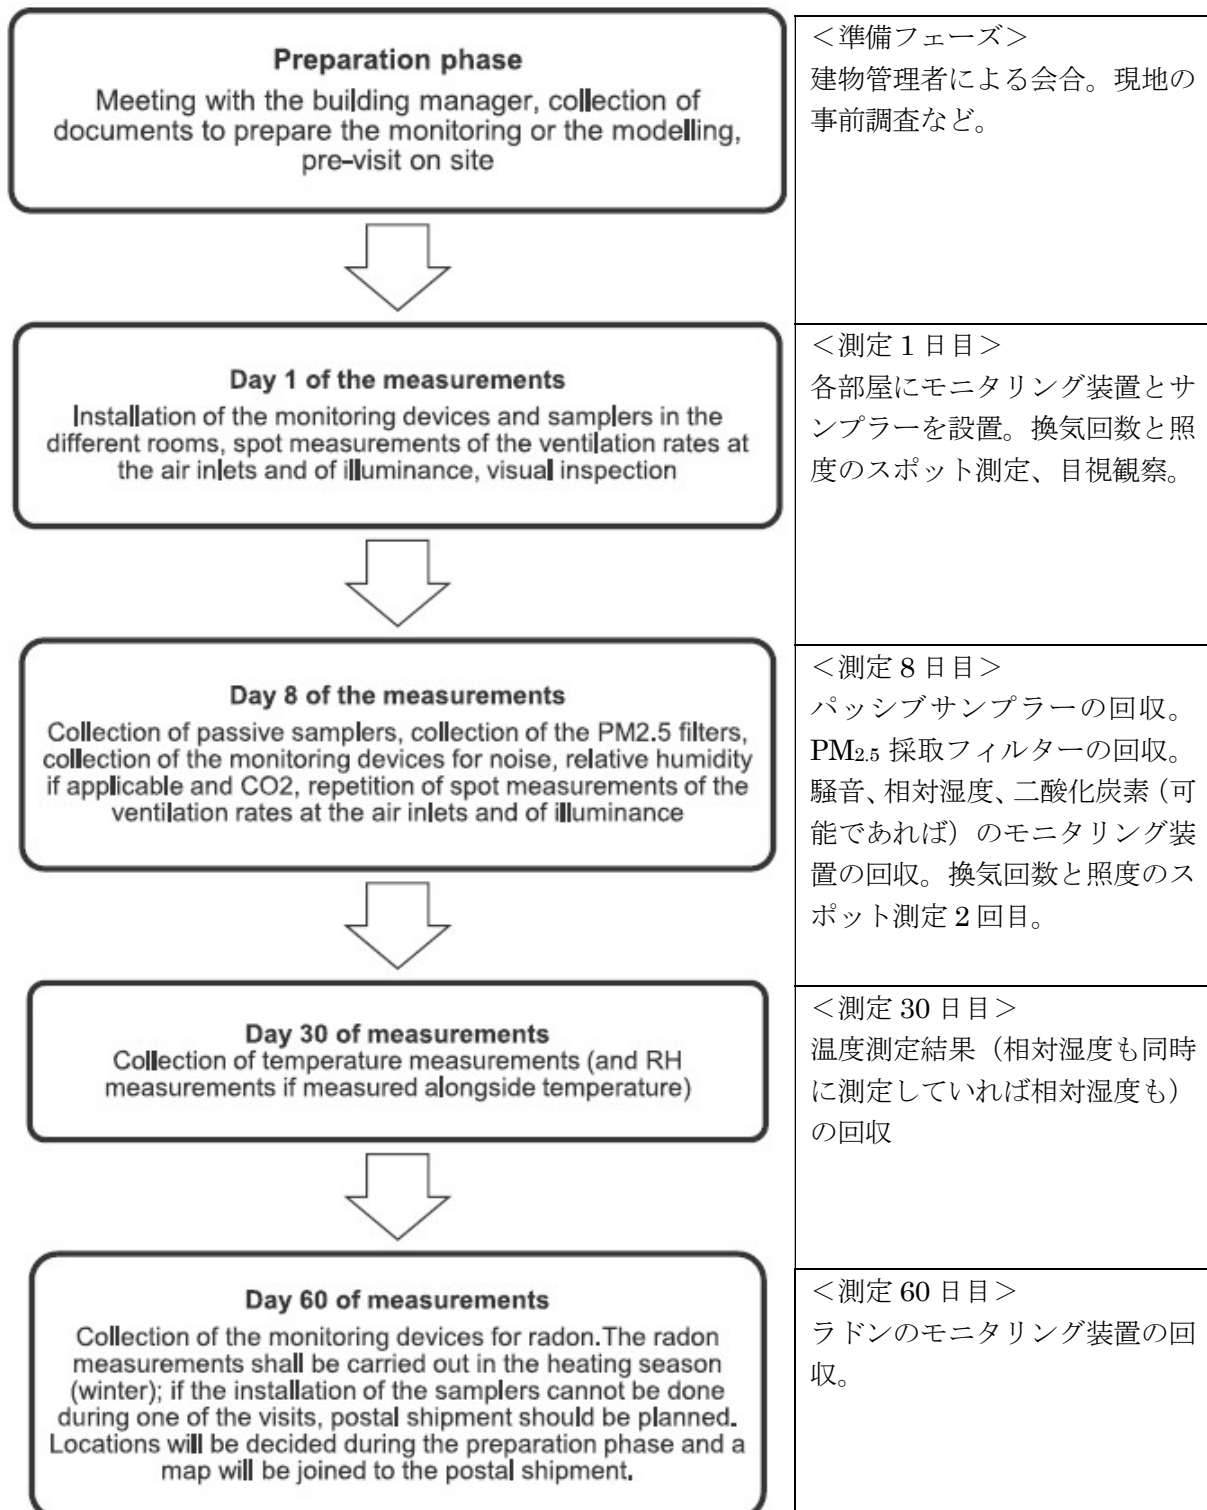 Preparation phase
Meeting with the building manager, collection of
documents to prepare the monitoring or the modelling,
pre-visit on site
＜準備フェーズ＞
建物管理者による会合。現地の
事前調査など。
Day 1 of the measurements
Installation of the monitoring devices and samplers in the
different rooms, spot measurements of the ventilation rates at
the air inlets and of illuminance, visual inspection
＜測定 1 日目＞
各部屋にモニタリング装置とサ
ンプラーを設置。換気回数と照
度のスポット測定、目視観察。
Day 8 of the measurements
Collection of passive samplers, collection of the PM2.5 filters,
collection of the monitoring devices for noise, relative humidity
if applicable and CO2, repetition of spot measurements of the
ventilation rates at the air inlets and of illuminance
＜測定 8 日目＞
パッシブサンプラーの回収。
PM2.5 採取フィルターの回収。
騒音、相対湿度、二酸化炭素（可
能であれば）のモニタリング装
置の回収。換気回数と照度のス
ポット測定 2 回目。
Day 30 of measurements
Collection of temperature measurements (and RH
measurements if measured alongside temperature)
＜測定 30 日目＞
温度測定結果（相対湿度も同時
に測定していれば相対湿度も）
の回収
Day 60 of measurements
Collection of the monitoring devices for radon.The radon
measurements shall be carried out in the heating season
(winter); if the installation of the samplers cannot be done
during one of the visits, postal shipment should be planned.
Locations will be decided during the preparation phase and a
map will be joined to the postal shipment.
＜測定 60 日目＞
ラドンのモニタリング装置の回
収。